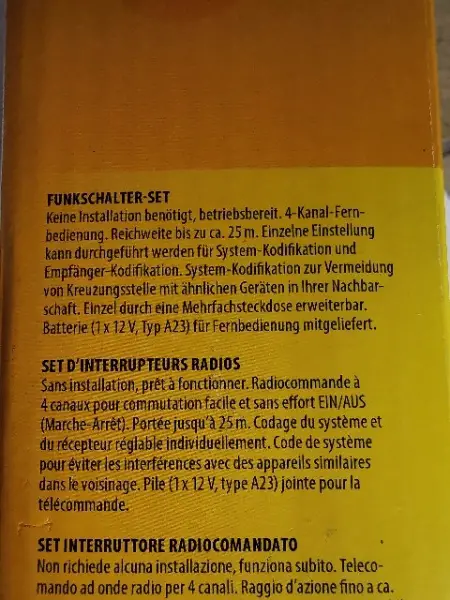 FUNKSCHALTER-SET
Keine Installation benötigt, betriebsbereit. 4-Kanal-Fern-
bedienung. Reichweite bis zu ca. 25 m. Einzelne Einstellung
kann durchgeführt werden für System-Kodifikation und
Empfänger-Kodifikation. System-Kodifikation zur Vermeidung
von Kreuzungsstelle mit ähnlichen Geräten in Ihrer Nachbar-
schaft. Einzel durch eine Mehrfachsteckdose erweiterbar.
Batterie (1 x 12 V, Typ A23) für Fernbedienung mitgeliefert.
SET D'INTERRUPTEURS RADIOS
Sans installation, prêt à fonctionner. Radiocommande à
4 canaux pour commutation facile et sans effort EIN/AUS
(Marche-Arrêt). Portée jusqu'à 25 m. Codage du système et
du récepteur réglable individuellement. Code de système
pour éviter les interférences avec des appareils similaires
dans le voisinage. Pile (1 x 12 V, type A23) jointe pour la
télécommande.
SET INTERRUTTORE RADIOCOMANDATO
Non richiede alcuna installazione, funziona subito. Teleco-
mando ad onde radio per 4 canali. Raggio d'azione fino a ca.